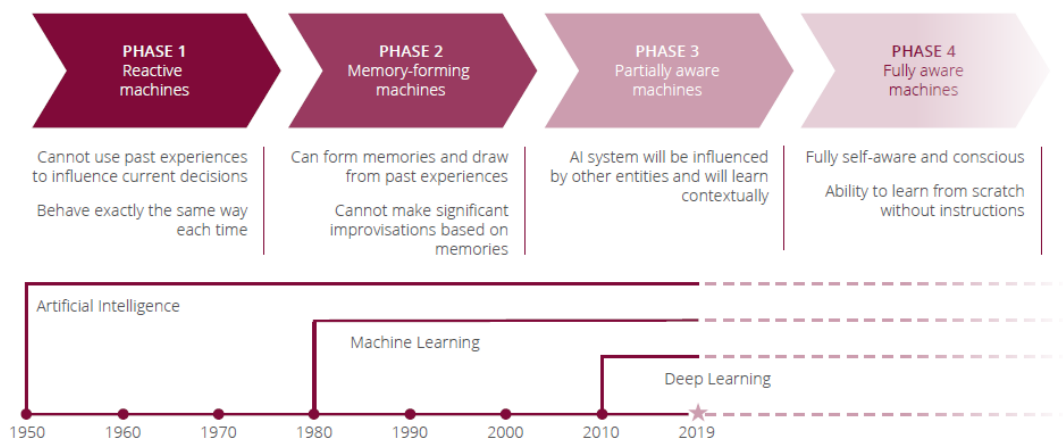 PHASE 1
Reactive
machines
PHASE 2
Memory-forming
machines
PHASE 3
Partially aware
machines
PHASE 4
Fully aware
machines
Cannot use past experiences
to influence current decisions
Behave exactly the same way
each time
Can form memories and draw
from past experiences
Cannot make significant
improvisations based on
memories
AI system will be influenced
by other entities and will learn
contextually
Fully self-aware and conscious
Ability to learn from scratch
without instructions
Artificial Intelligence
Machine Learning
Deep Learning
1950 1960 1970 1980 1990 2000 2010 2019